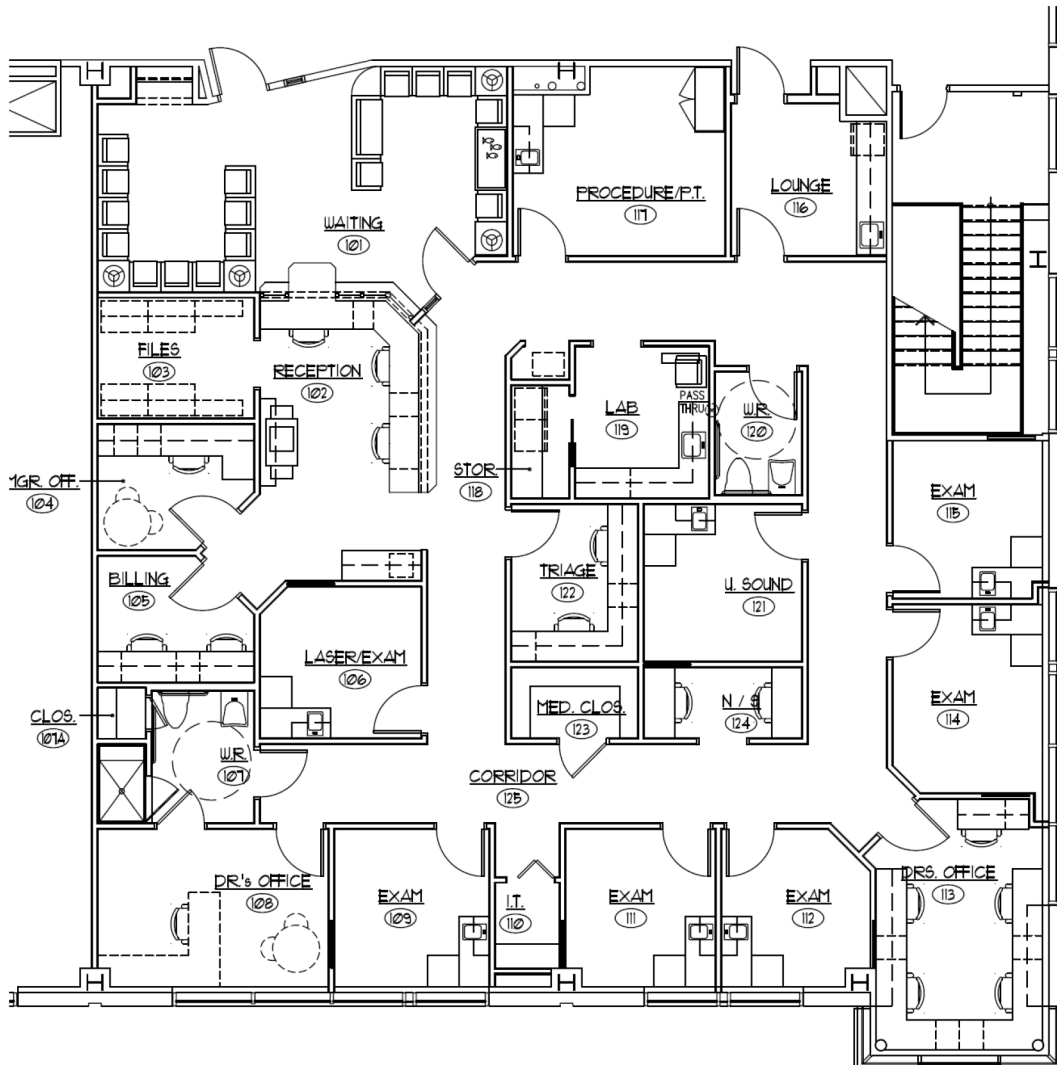 PROCEDURE/P.T.
117
LOUNGE
116
WAITING
101
FILES
103
RECEPTION
102
LAB
119
PASS
THRU
W.R.
120
STOR.
118
MGR. OFF.
104
EXAM
115
BILLING
105
TRIAGE
122
U. SOUND
121
LASER/EXAM
106
EXAM
114
CLOS.
107A
MED. CLOS.
123
N / S
124
W.R.
107
CORRIDOR
125
DR.'s OFFICE
108
EXAM
109
I.T.
110
EXAM
111
EXAM
112
DRS. OFFICE
113